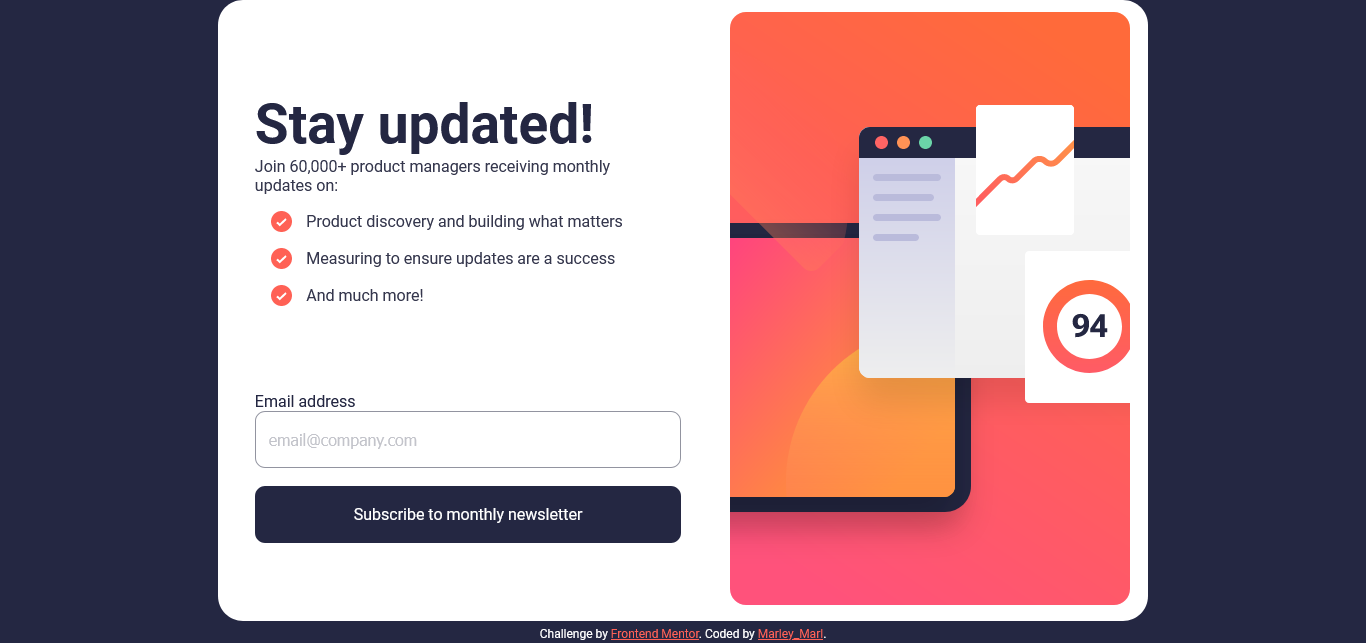 Stay updated!
Join 60,000+ product managers receiving monthly
updates on:
Product discovery and building what matters
Measuring to ensure updates are a success
And much more!
Email address
email@company.com
Subscribe to monthly newsletter
94
Challenge by Frontend Mentor. Coded by Marley_Marl.